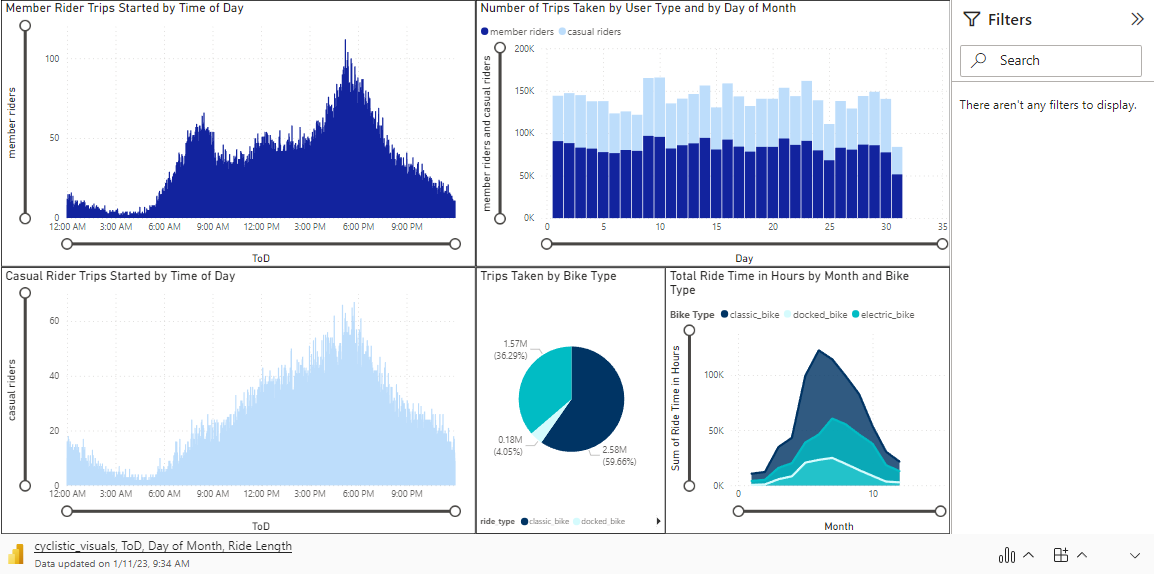 Member Rider Trips Started by Time of Day
member riders
100
50
0
12:00 AM 3:00 AM 6:00 AM 9:00 AM 12:00 PM 3:00 PM 6:00 PM 9:00 PM
ToD
Number of Trips Taken by User Type and by Day of Month
member riders casual riders
member riders and casual riders
200K
150K
100K
50K
0K
0 5 10 15 20 25 30 35
Day
Filters
Search
There aren't any filters to display.
Casual Rider Trips Started by Time of Day
casual riders
60
40
20
0
12:00 AM 3:00 AM 6:00 AM 9:00 AM 12:00 PM 3:00 PM 6:00 PM 9:00 PM
ToD
Trips Taken by Bike Type
1.57M
(36.29%)
0.18M
(4.05%)
2.58M
(59.66%)
ride_type classic_bike docked_bike
Total Ride Time in Hours by Month and Bike
Type
Bike Type classic_bike docked_bike electric_bike
Sum of Ride Time in Hours
100K
50K
0K
0 10
Month
cyclistic_visuals, ToD, Day of Month, Ride Length
Data updated on 1/11/23, 9:34 AM